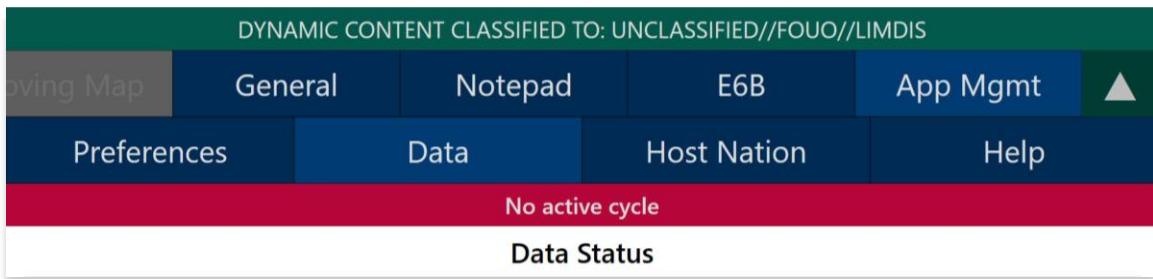 DYNAMIC CONTENT CLASSIFIED TO: UNCLASSIFIED//FOUO//LIMDIS
oving Map General Notepad E6B App Mgmt
Preferences Data Host Nation Help
No active cycle
Data Status